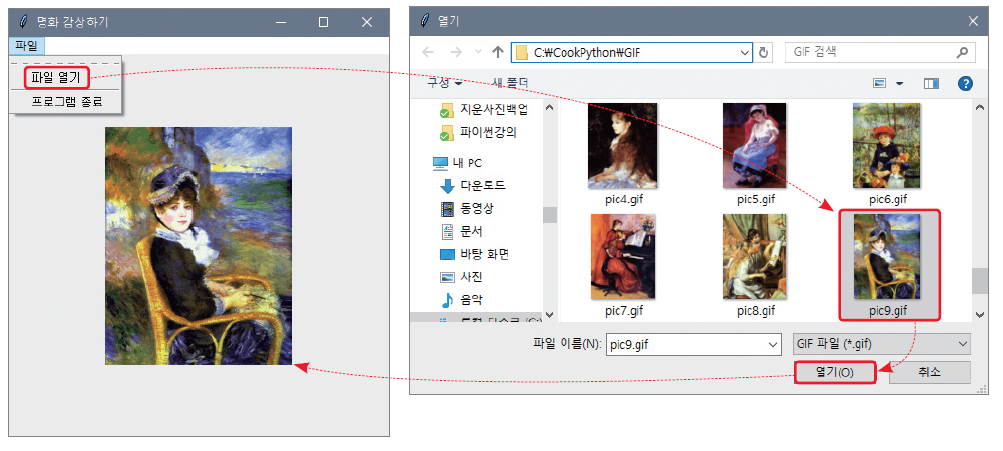 명화 감상하기
파일
파일 열기
프로그램 종료
열기
C:\CookPython\GIF
GIF 검색
구성
새 폴더
지운사진백업
파이썬강의
내 PC
다운로드
동영상
문서
바탕 화면
사진
음악
pic4.gif
pic5.gif
pic6.gif
pic7.gif
pic8.gif
pic9.gif
파일 이름(N):
pic9.gif
GIF 파일 (*.gif)
열기(O)
취소